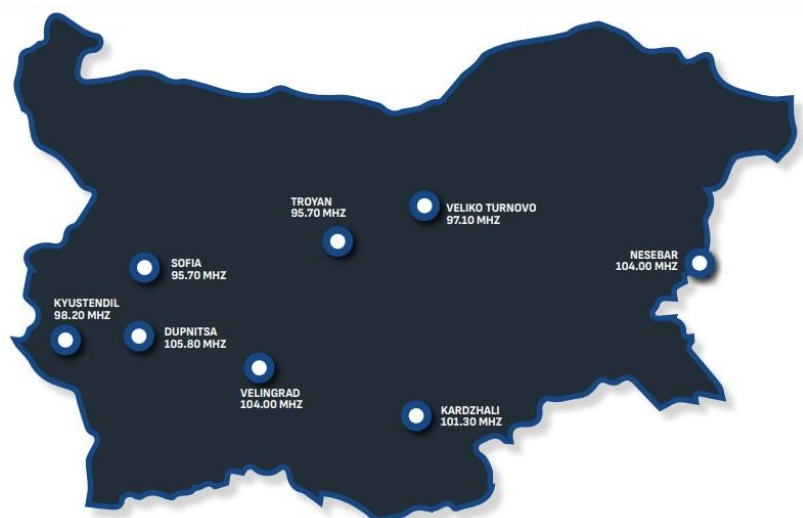 TROYAN
95.70 MHZ
VELIKO TURNOVO
97.10 MHZ
SOFIA
95.70 MHZ
NESEBAR
104.00 MHZ
KYUSTENDIL
98.20 MHZ
DUPNITSA
105.80 MHZ
VELINGRAD
104.00 MHZ
KARDZHALI
101.30 MHZ